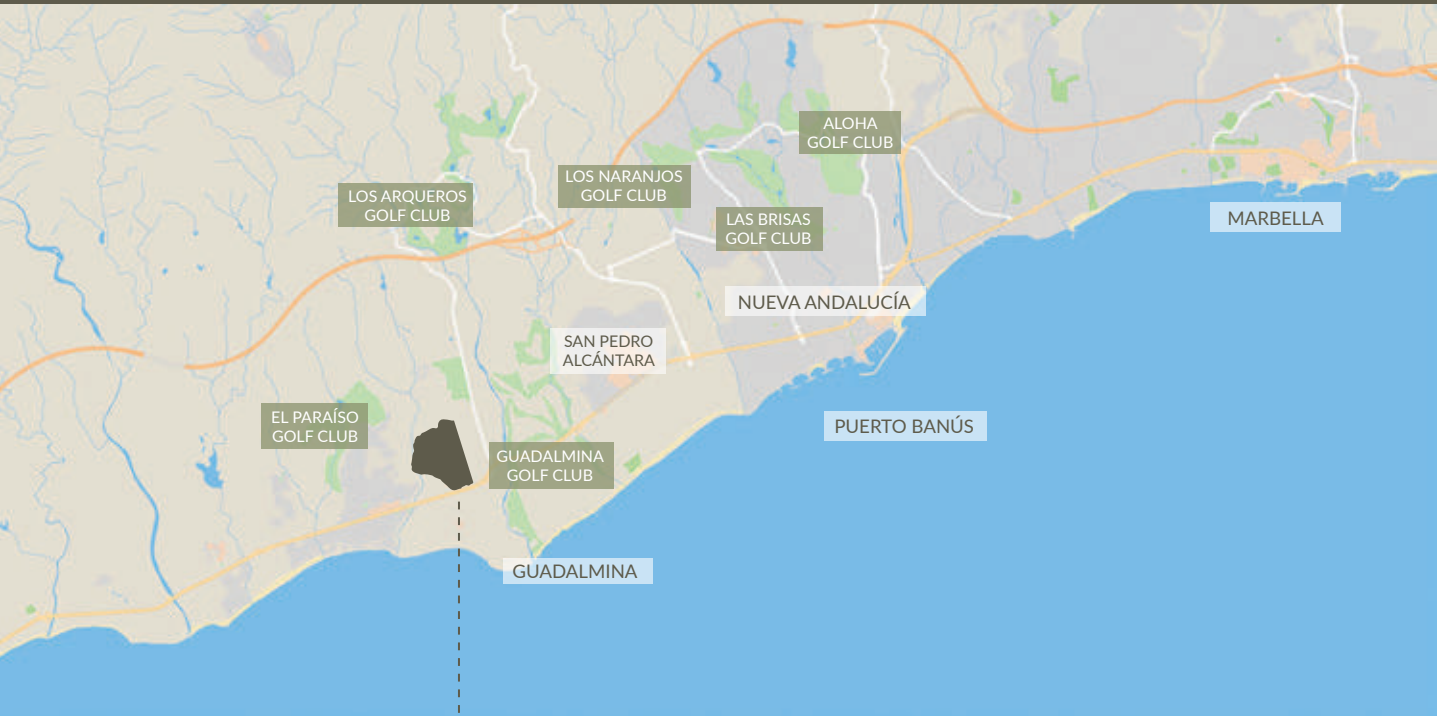 ALOHA
GOLF CLUB
LOS NARANJOS
GOLF CLUB
LOS ARQUEROS
GOLF CLUB
LAS BRISAS
GOLF CLUB
MARBELLA
NUEVA ANDALUCÍA
SAN PEDRO
ALCÁNTARA
EL PARAÍSO
GOLF CLUB
PUERTO BANÚS
GUADALMINA
GOLF CLUB
GUADALMINA